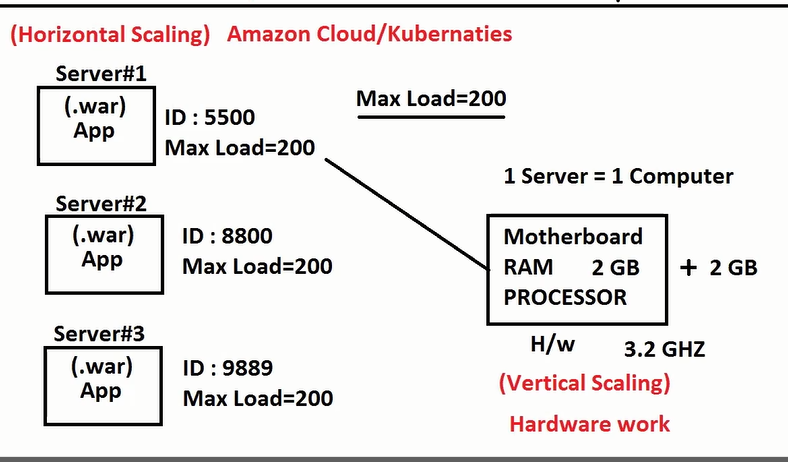 (Horizontal Scaling) Amazon Cloud/Kubernaties
Server#1
(.war)
App
ID : 5500
Max Load=200
Max Load=200
Server#2
(.war)
App
ID : 8800
Max Load=200
Server#3
(.war)
App
ID : 9889
Max Load=200
1 Server = 1 Computer
Motherboard
RAM 2 GB + 2 GB
PROCESSOR
H/w 3.2 GHZ
(Vertical Scaling)
Hardware work